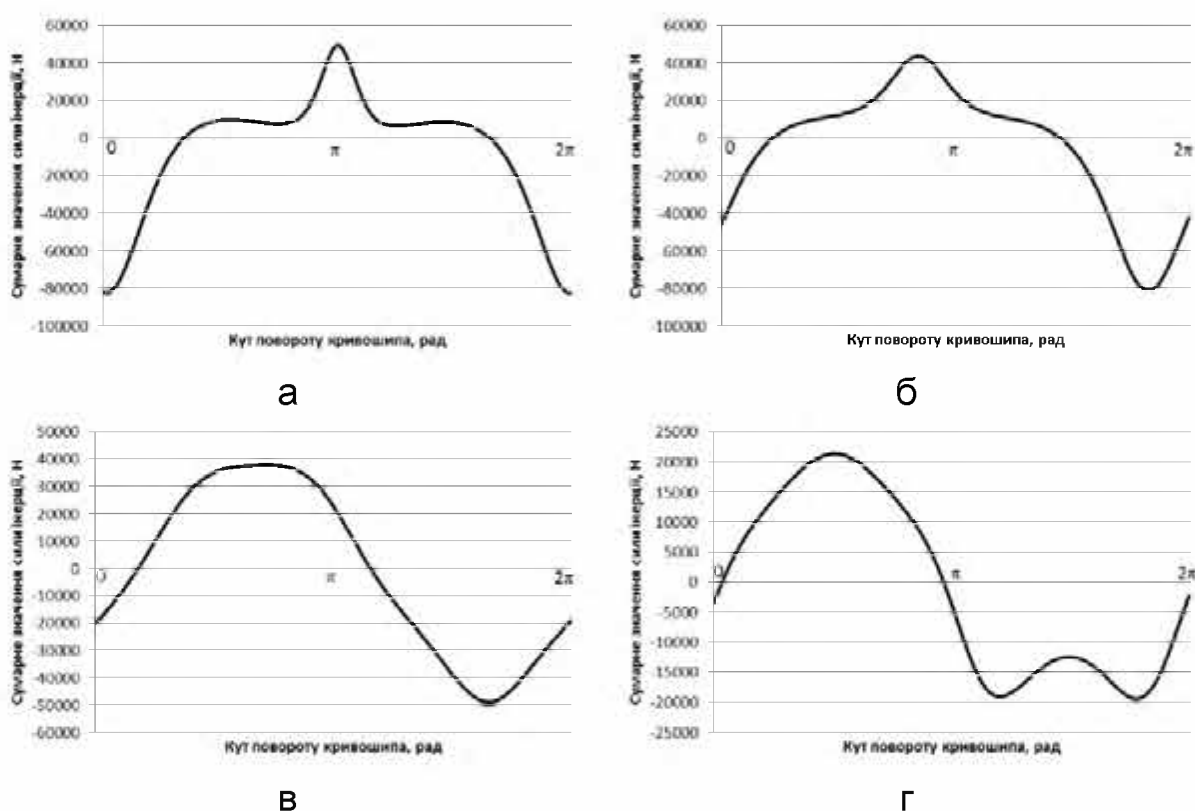 60000
40000
20000
0
-20000
-40000
-60000
-80000
-100000
Сумарне значення сили інерції, Н
0
π
2π
Кут повороту кривошипа, рад
а
60000
40000
20000
0
-20000
-40000
-60000
-80000
-100000
Сумарне значення сили інерції, Н
0
π
2π
Кут повороту кривошипа, рад
б
50000
40000
30000
20000
10000
0
-10000
-20000
-30000
-40000
-50000
-60000
Сумарне значення сили інерції, Н
0
π
2π
Кут повороту кривошипа, рад
в
25000
20000
15000
10000
5000
0
-5000
-10000
-15000
-20000
-25000
Сумарне значення сили інерції, Н
0
π
2π
Кут повороту кривошипа, рад
г